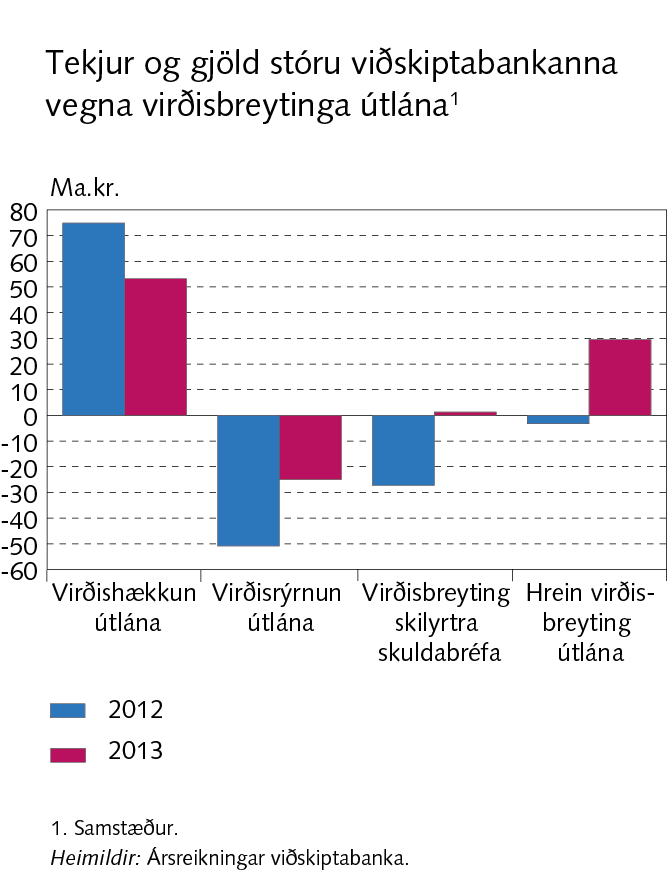 Tekjur og gjöld stóru viðskiptabankanna
vegna virðisbreytinga útlána1
Ma.kr.
80
70
60
50
40
30
20
10
0
-10
-20
-30
-40
-50
-60
Virðishækkun
útlána
Virðisrýrnun
útlána
Virðisbreyting
skilyrtra
skuldabréfa
Hrein virðis-
breyting
útlána
2012
2013
1. Samstæður.
Heimildir: Ársreikningar viðskiptabanka.